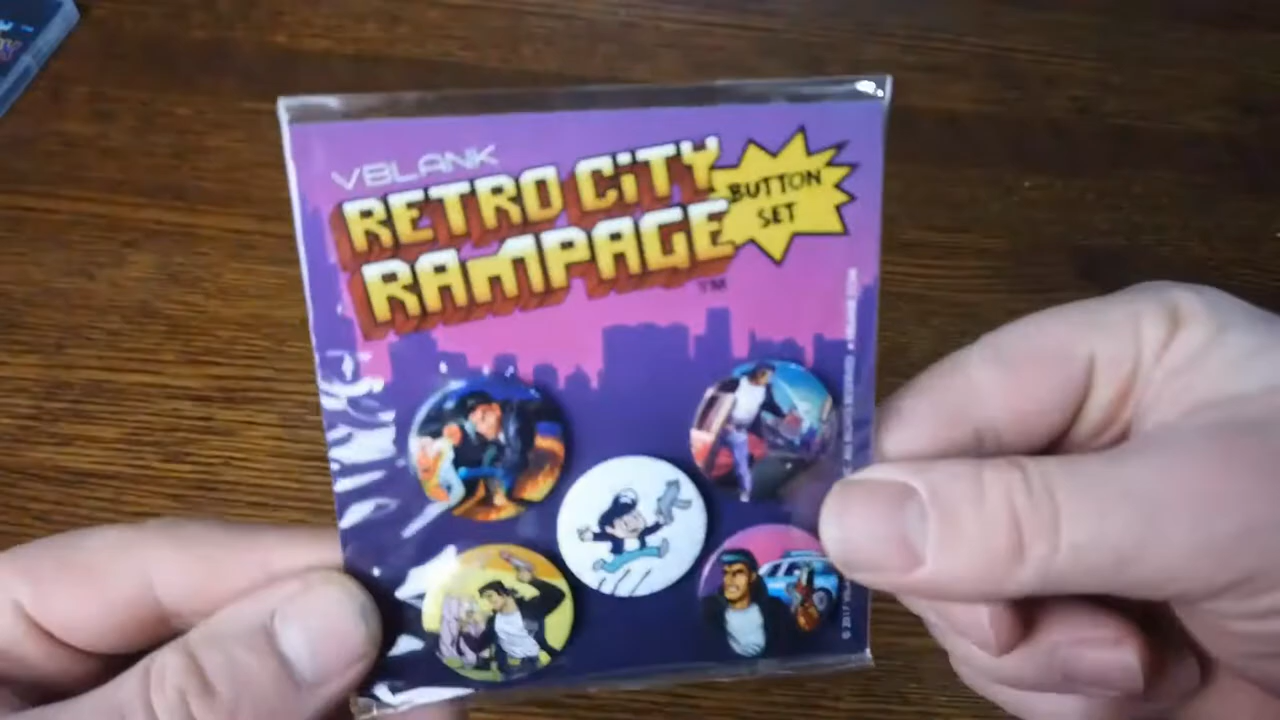 VBLANK
RETRO CITY
RAMPAGE
TM
BUTTON
SET